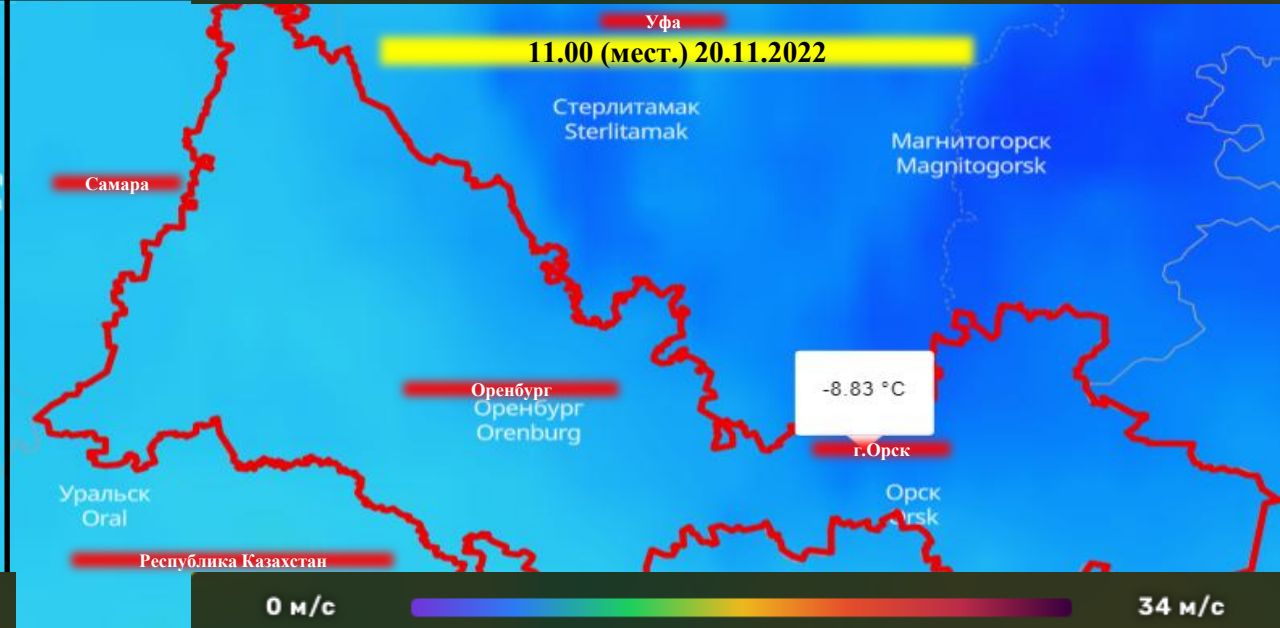 Уфа
11.00 (мест.) 20.11.2022
Стерлитамак
Sterlitamak
Магнитогорск
Magnitogorsk
Самара
-8.83 °C
Оренбург
Оренбург
Orenburg
г.Орск
Уральск
Oral
Орск
Orsk
Республика Казахстан
0 м/с
34 м/с